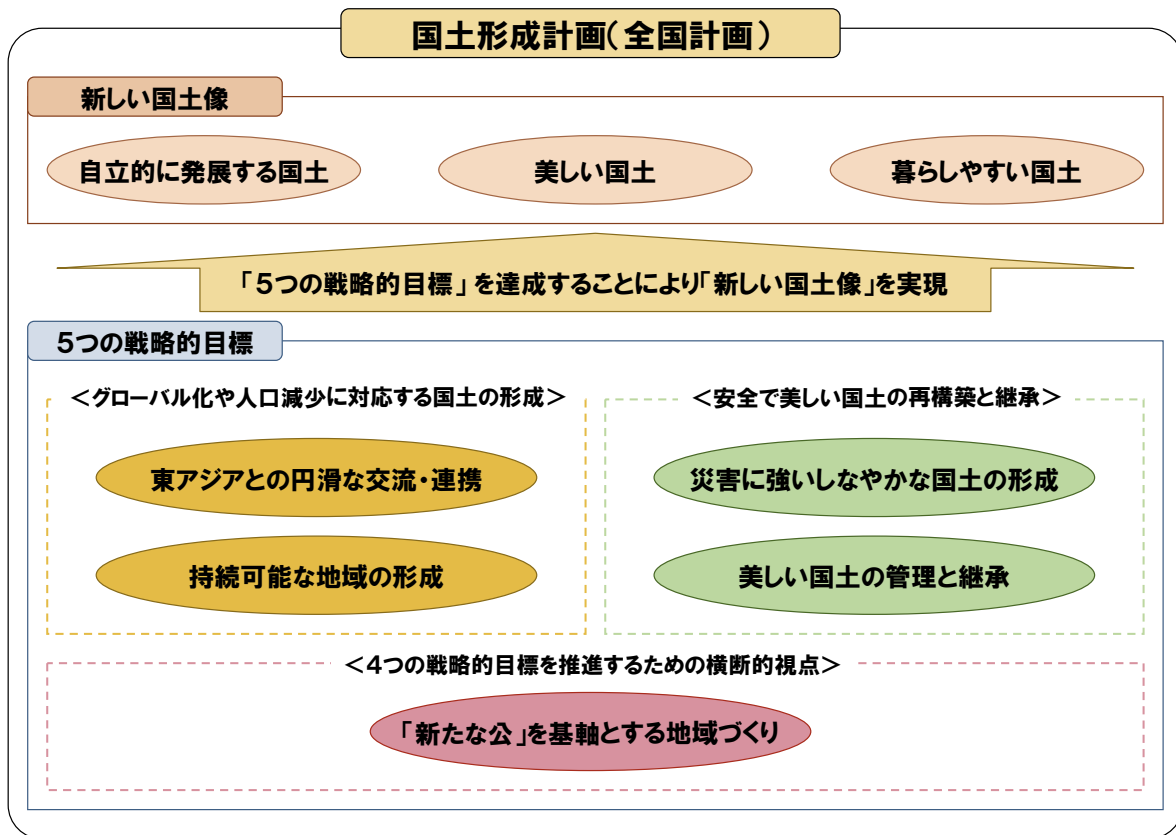 国土形成計画(全国計画)
新しい国土像
自立的に発展する国土
美しい国土
暮らしやすい国土
「5つの戦略的目標」を達成することにより「新しい国土像」を実現
5つの戦略的目標
<グローバル化や人口減少に対応する国土の形成>
東アジアとの円滑な交流・連携
持続可能な地域の形成
<安全で美しい国土の再構築と継承>
災害に強いしなやかな国土の形成
美しい国土の管理と継承
<4つの戦略的目標を推進するための横断的視点>
「新たな公」を基軸とする地域づくり